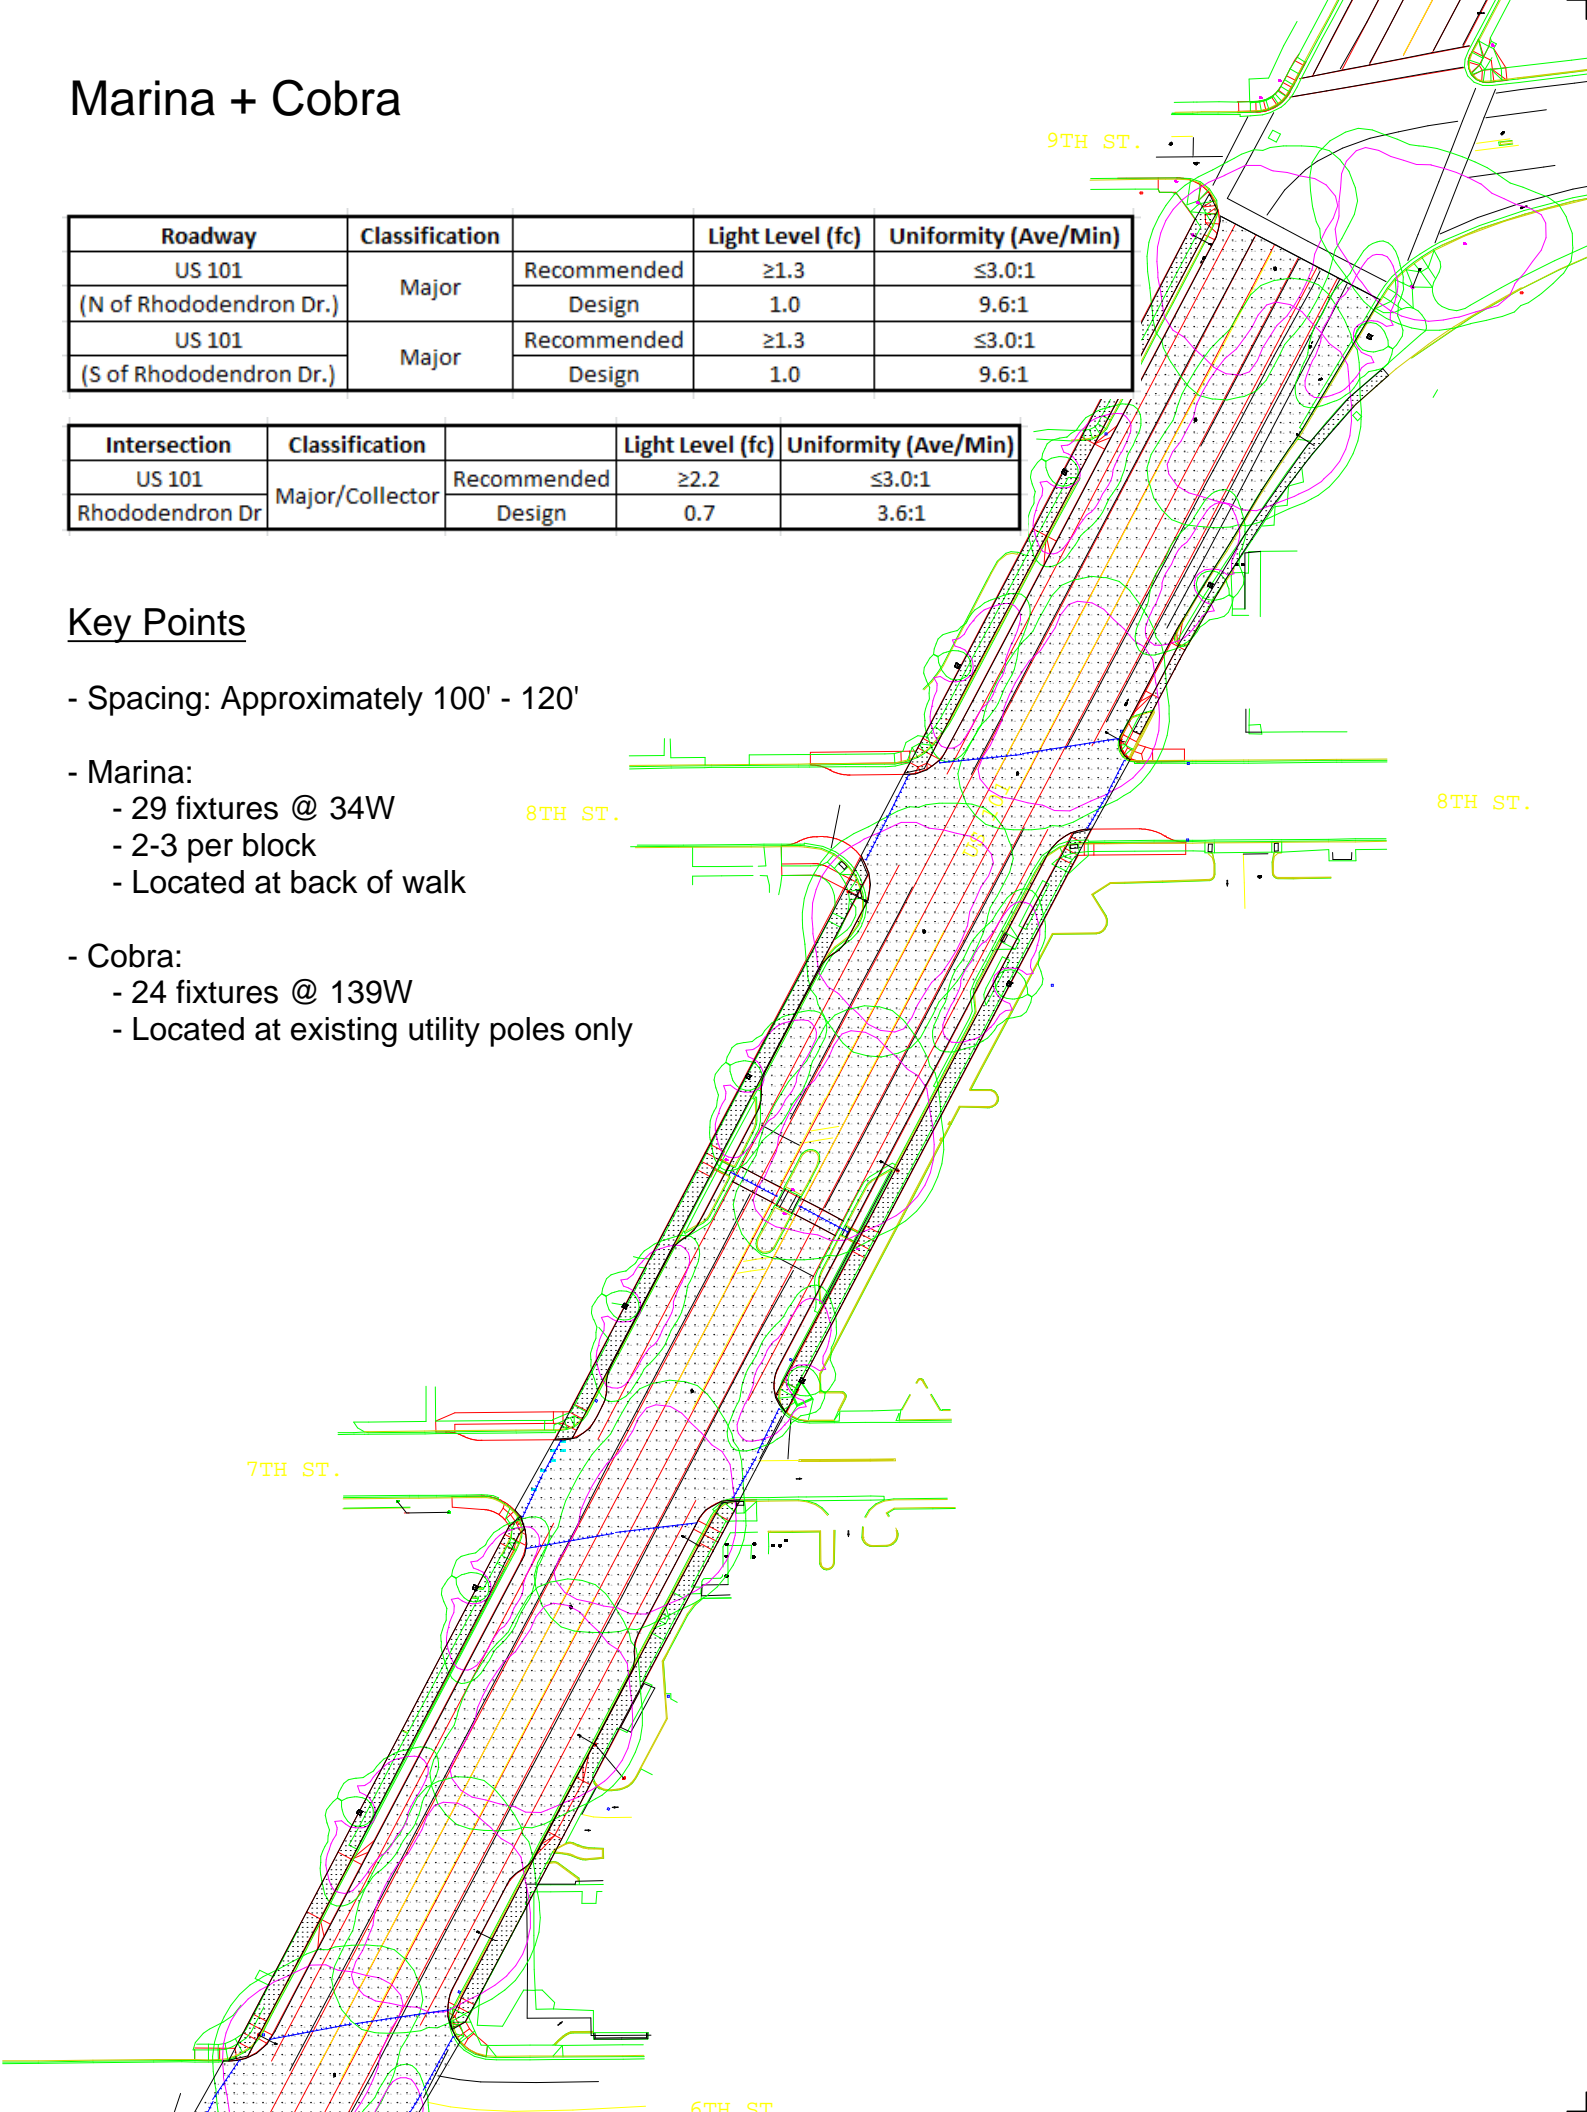 Marina + Cobra
9TH ST.
Roadway Classification Light Level (fc) Uniformity (Ave/Min)
US 101 Major Recommended ≥1.3 ≤3.0:1
(N of Rhododendron Dr.) Design 1.0 9.6:1
US 101 Major Recommended ≥1.3 ≤3.0:1
(S of Rhododendron Dr.) Design 1.0 9.6:1
Intersection Classification Light Level (fc) Uniformity (Ave/Min)
US 101 Major/Collector Recommended ≥2.2 ≤3.0:1
Rhododendron Dr Design 0.7 3.6:1
Key Points
- Spacing: Approximately 100' - 120'
- Marina:
- 29 fixtures @ 34W
- 2-3 per block
- Located at back of walk
8TH ST.
US 101
8TH ST.
- Cobra:
- 24 fixtures @ 139W
- Located at existing utility poles only
7TH ST.
6TH ST